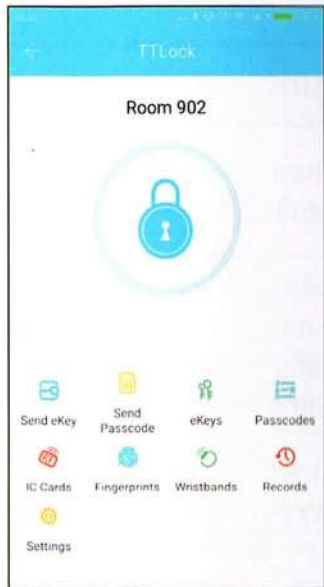 TTLock
Room 902
Send eKey
Send
Passcode
eKeys
Passcodes
IC Cards
Fingerprints
Wristbands
Records
Settings